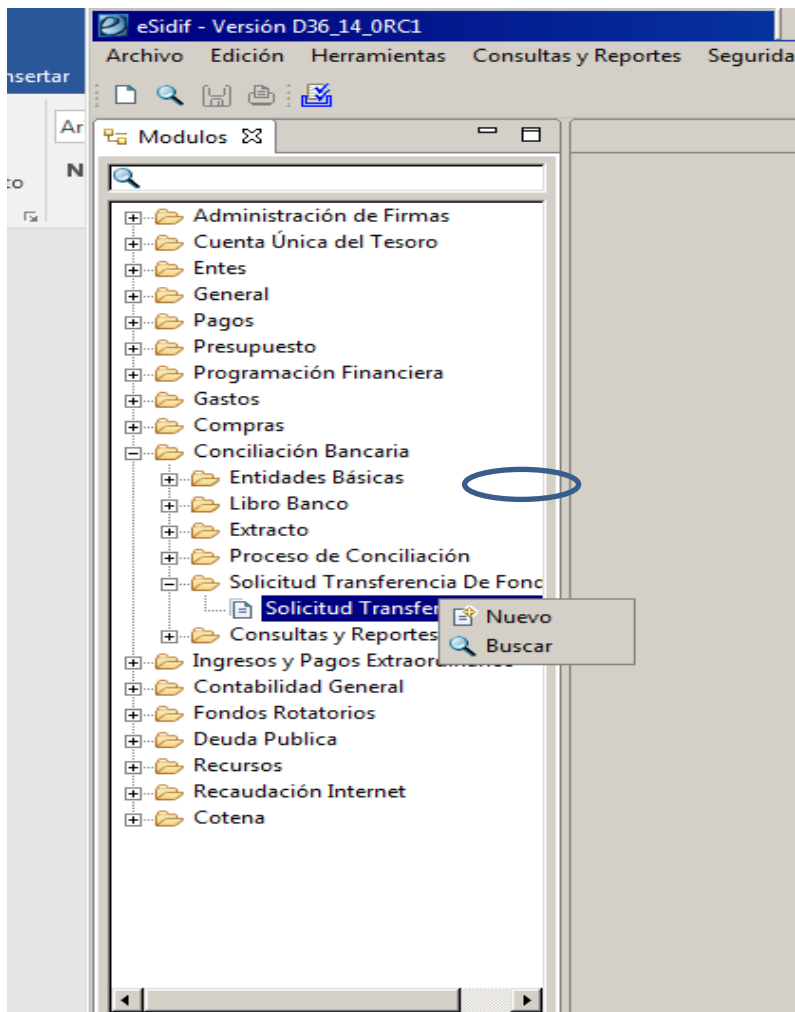 eSidif - Versión D36_14_0RC1
Archivo Edición Herramientas Consultas y Reportes Segurida
nsertar
Ar
Modulos
N
to
Administración de Firmas
Cuenta Única del Tesoro
Entes
General
Pagos
Presupuesto
Programación Financiera
Gastos
Compras
Conciliación Bancaria
Entidades Básicas
Libro Banco
Extracto
Proceso de Conciliación
Solicitud Transferencia De Fond
Solicitud Transfer
Nuevo
Consultas y Reportes
Buscar
Ingresos y Pagos Extraordinarios
Contabilidad General
Fondos Rotatorios
Deuda Publica
Recursos
Recaudación Internet
Cotena